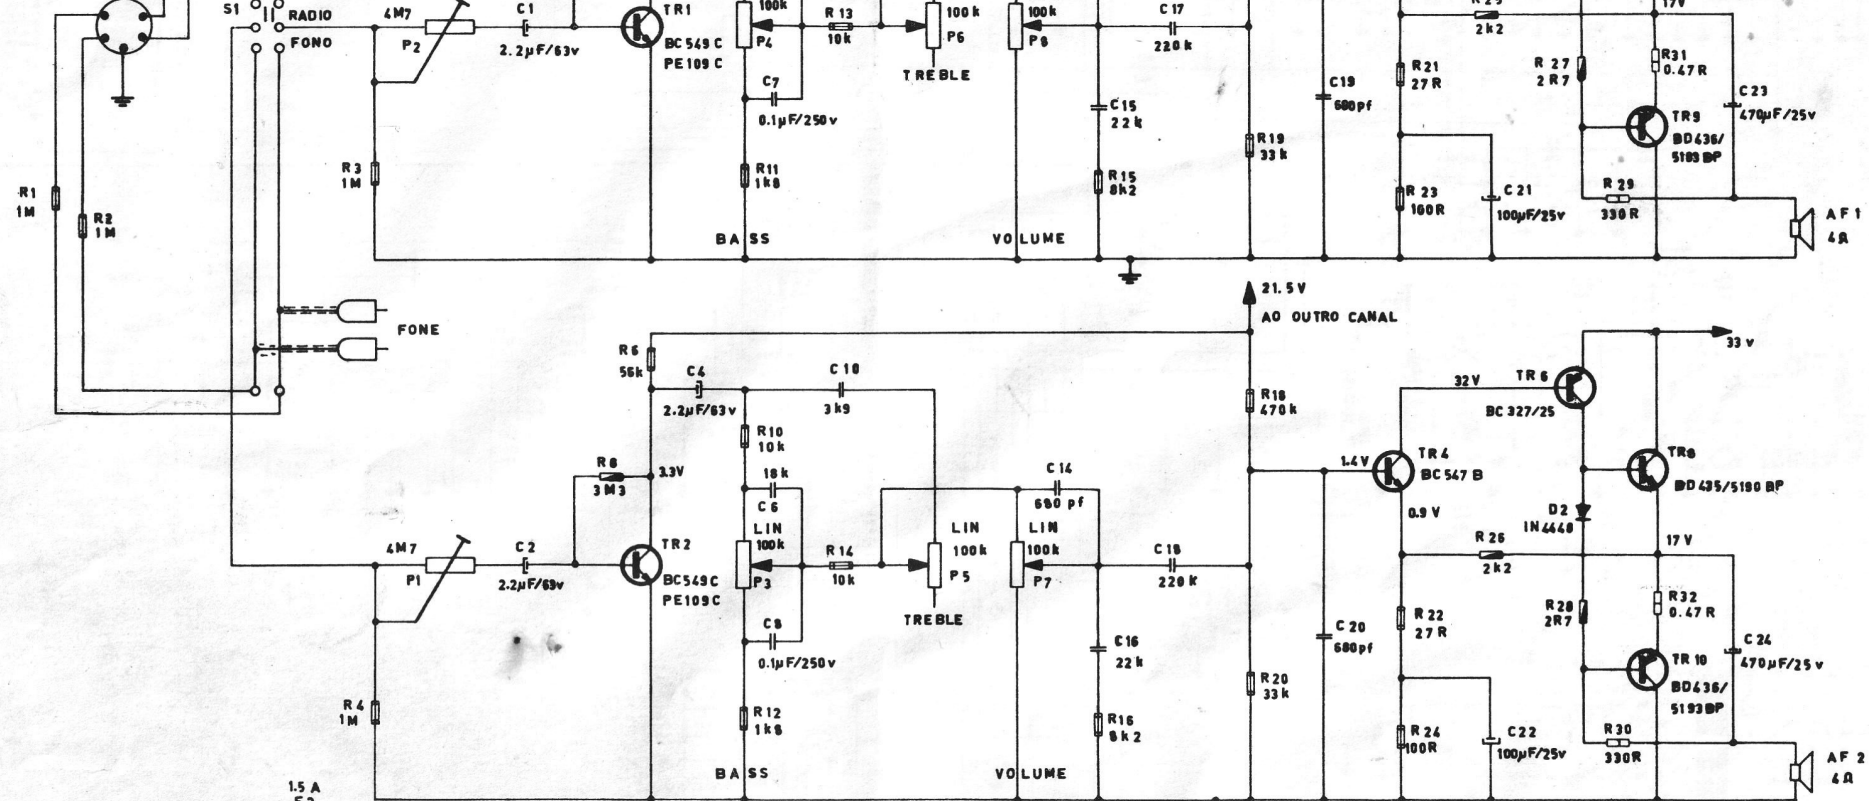 S1
RADIO
FONO
4M7
P2
C1
2.2µF/63v
TR1
BC549C
PE109C
100k
P4
R13
10k
100k
P6
TREBLE
100k
P8
C17
220k
2k2
17V
C7
0.1µF/250v
C15
22k
C19
680pf
R21
27R
R27
2R7
R31
0.47R
C23
470µF/25v
TR9
BD436/
5193BP
R3
1M
R11
1k8
R15
8k2
R19
33k
R23
100R
C21
100µF/25v
R29
330R
AF1
4Ω
R1
1M
R2
1M
BASS
VOLUME
21.5V
AO OUTRO CANAL
FONE
33v
R6
56k
C4
2.2µF/63v
C10
3k9
R18
470k
32V
TR6
BC327/25
R10
10k
R8
3M3
3.3V
18k
C6
C14
680pf
1.4V
TR4
BC547B
TR8
BD435/5190BP
0.9V
D2
IN4448
LIN
100k
P3
LIN
100k
P5
LIN
100k
P7
4M7
P1
C2
2.2µF/63v
TR2
BC549C
PE109C
R14
10k
C18
220k
R26
2k2
17V
TREBLE
C8
0.1µF/250v
C16
22k
C20
680pf
R22
27R
R28
2R7
R32
0.47R
C24
470µF/25v
TR10
BD436/
5193BP
R4
1M
R12
1k8
R16
8k2
R20
33k
R24
100R
C22
100µF/25v
R30
330R
AF2
4Ω
BASS
VOLUME
1.5A